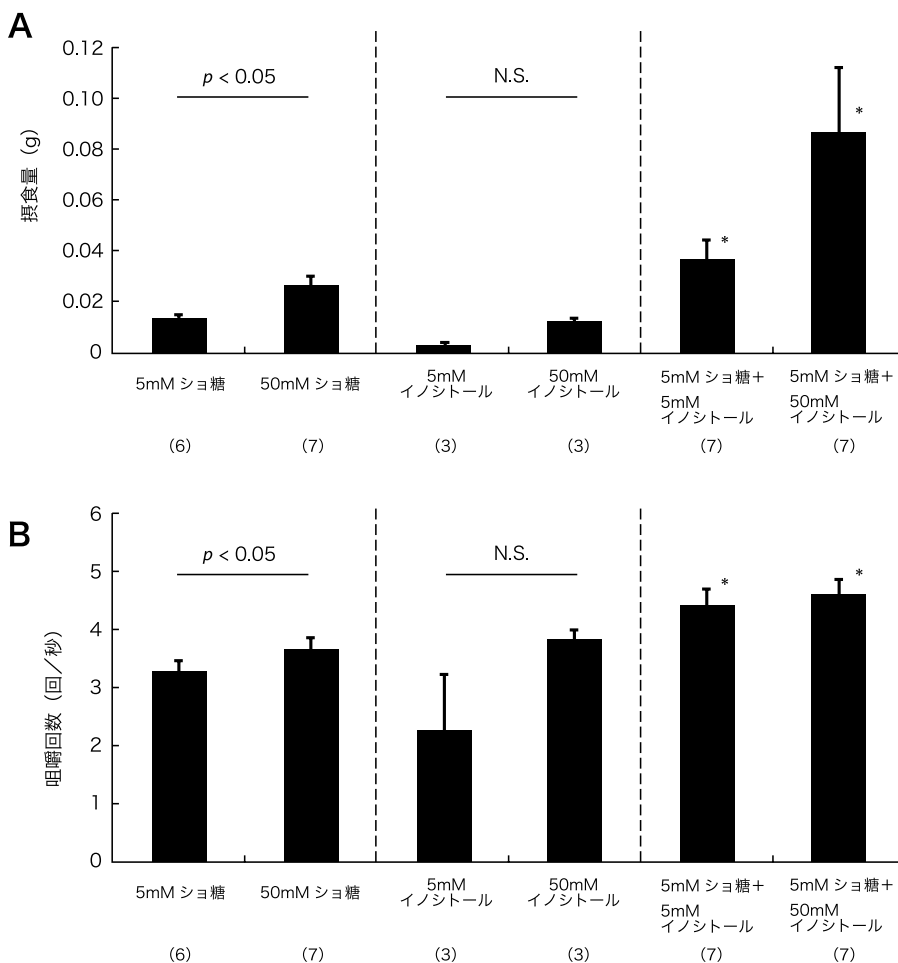 A
0.12
0.10
0.08
0.06
0.04
0.02
0
摂食量（g）
p < 0.05
N.S.
*
*
5mM ショ糖
50mM ショ糖
5mM
イノシトール
50mM
イノシトール
5mM ショ糖＋
5mM
イノシトール
5mM ショ糖＋
50mM
イノシトール
(6)
(7)
(3)
(3)
(7)
(7)
B
6
5
4
3
2
1
0
咀嚼回数（回／秒）
p < 0.05
N.S.
*
*
5mM ショ糖
50mM ショ糖
5mM
イノシトール
50mM
イノシトール
5mM ショ糖＋
5mM
イノシトール
5mM ショ糖＋
50mM
イノシトール
(6)
(7)
(3)
(3)
(7)
(7)